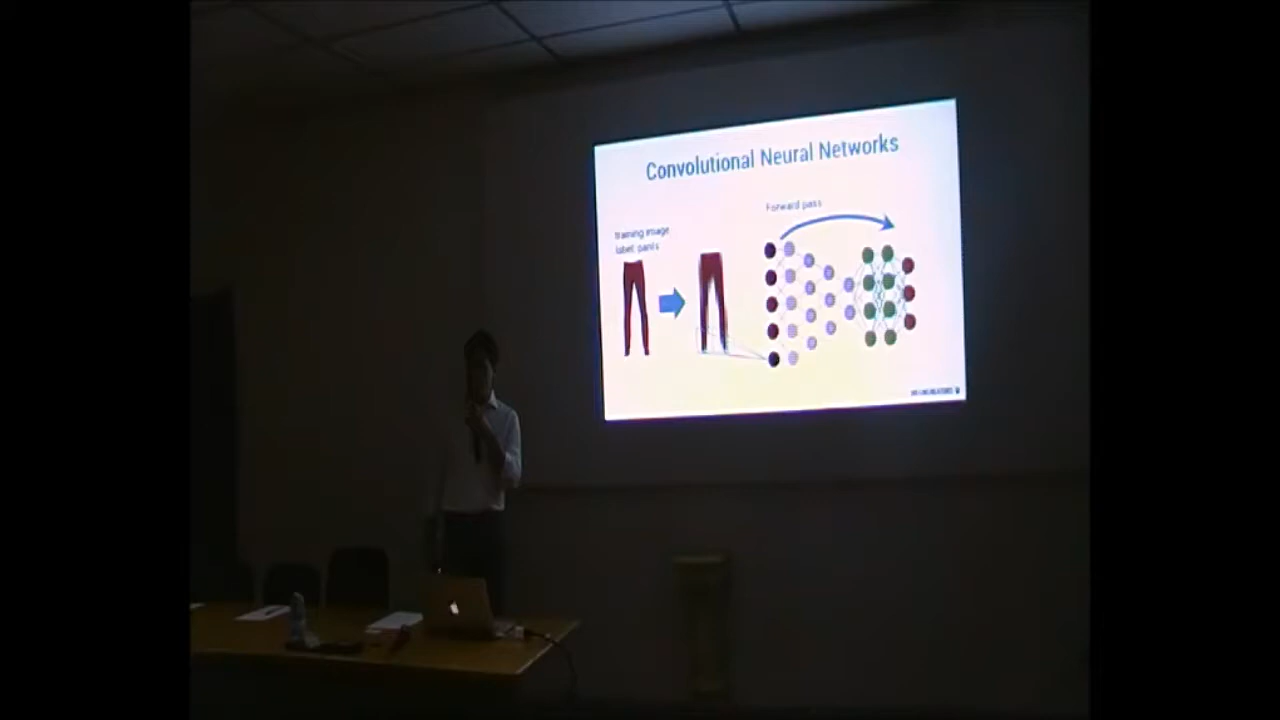 Convolutional Neural Networks
Forward pass
training image
label: pants